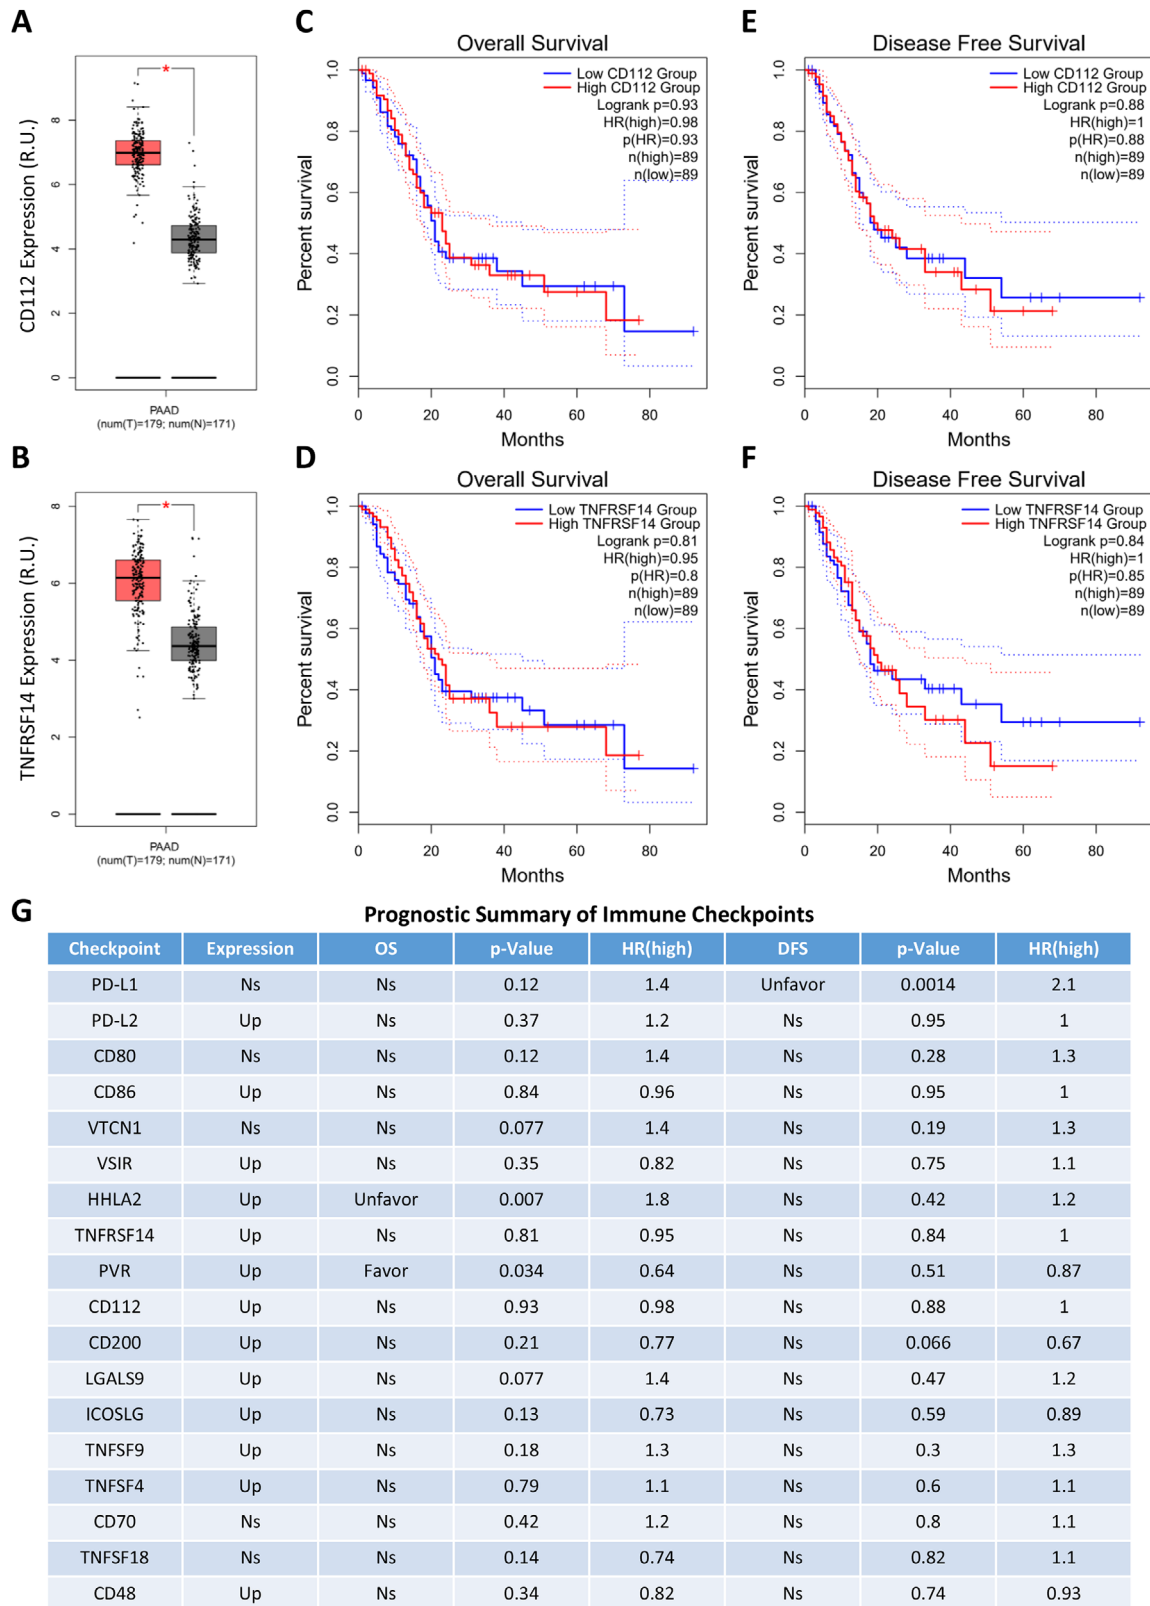 A
CD112 Expression (R.U.)
8
6
4
2
0
*
PAAD
(num(T)=179; num(N)=171)
C
Overall Survival
Low CD112 Group
High CD112 Group
Logrank p=0.93
HR(high)=0.98
p(HR)=0.93
n(high)=89
n(low)=89
Percent survival
1.0
0.8
0.6
0.4
0.2
0.0
0 20 40 60 80
Months
E
Disease Free Survival
Low CD112 Group
High CD112 Group
Logrank p=0.88
HR(high)=1
p(HR)=0.88
n(high)=89
n(low)=89
Percent survival
1.0
0.8
0.6
0.4
0.2
0.0
0 20 40 60 80
Months
B
TNFRSF14 Expression (R.U.)
8
6
4
2
0
*
PAAD
(num(T)=179; num(N)=171)
D
Overall Survival
Low TNFRSF14 Group
High TNFRSF14 Group
Logrank p=0.81
HR(high)=0.95
p(HR)=0.8
n(high)=89
n(low)=89
Percent survival
1.0
0.8
0.6
0.4
0.2
0.0
0 20 40 60 80
Months
F
Disease Free Survival
Low TNFRSF14 Group
High TNFRSF14 Group
Logrank p=0.84
HR(high)=1
p(HR)=0.85
n(high)=89
n(low)=89
Percent survival
1.0
0.8
0.6
0.4
0.2
0.0
0 20 40 60 80
Months
G
Prognostic Summary of Immune Checkpoints
Checkpoint Expression OS p-Value HR(high) DFS p-Value HR(high)
PD-L1 Ns Ns 0.12 1.4 Unfavor 0.0014 2.1
PD-L2 Up Ns 0.37 1.2 Ns 0.95 1
CD80 Ns Ns 0.12 1.4 Ns 0.28 1.3
CD86 Up Ns 0.84 0.96 Ns 0.95 1
VTCN1 Ns Ns 0.077 1.4 Ns 0.19 1.3
VSIR Up Ns 0.35 0.82 Ns 0.75 1.1
HHLA2 Up Unfavor 0.007 1.8 Ns 0.42 1.2
TNFRSF14 Up Ns 0.81 0.95 Ns 0.84 1
PVR Up Favor 0.034 0.64 Ns 0.51 0.87
CD112 Up Ns 0.93 0.98 Ns 0.88 1
CD200 Up Ns 0.21 0.77 Ns 0.066 0.67
LGALS9 Up Ns 0.077 1.4 Ns 0.47 1.2
ICOSLG Up Ns 0.13 0.73 Ns 0.59 0.89
TNFSF9 Up Ns 0.18 1.3 Ns 0.3 1.3
TNFSF4 Up Ns 0.79 1.1 Ns 0.6 1.1
CD70 Ns Ns 0.42 1.2 Ns 0.8 1.1
TNFSF18 Ns Ns 0.14 0.74 Ns 0.82 1.1
CD48 Up Ns 0.34 0.82 Ns 0.74 0.93